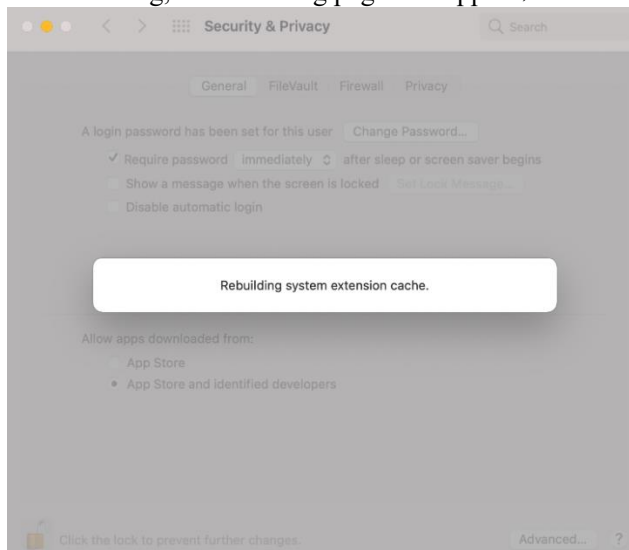 Security & Privacy
Search
General FileVault Firewall Privacy
A login password has been set for this user Change Password...
Require password immediately after sleep or screen saver begins
Show a message when the screen is locked Set Lock Message...
Disable automatic login
Rebuilding system extension cache.
Allow apps downloaded from:
App Store
App Store and identified developers
Click the lock to prevent further changes.
Advanced... ?